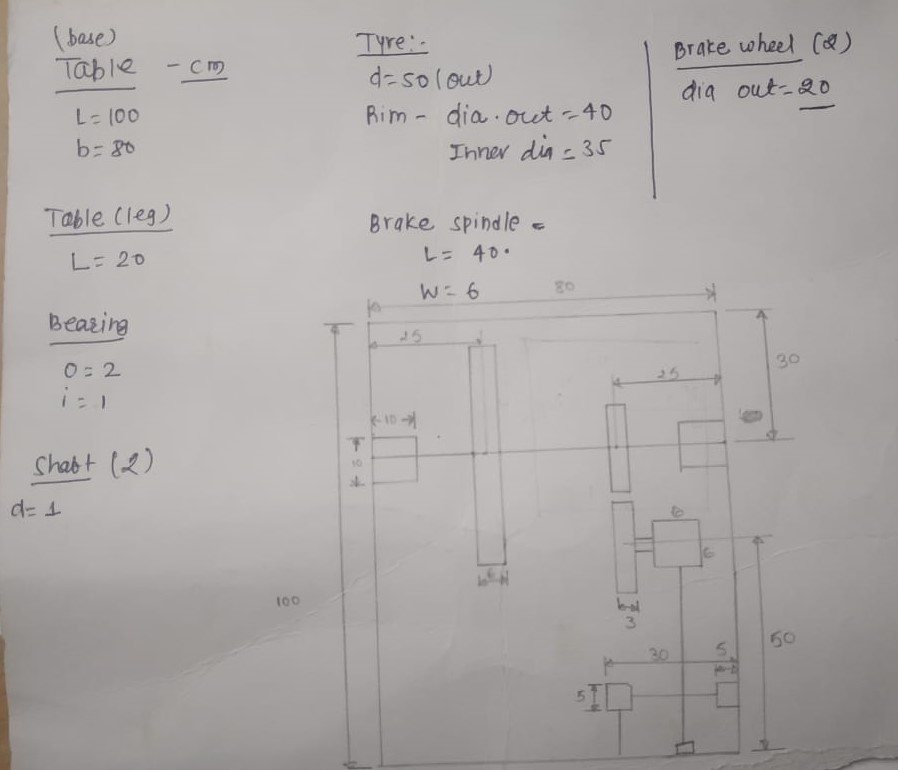 (base)
Table - cm
L = 100
b = 80
Table (leg)
L = 20
Bearing
O = 2
i = 1
Shabt (2)
d = 1
Tyre:-
d = 50 (out)
Rim - dia. out = 40
Inner dia = 35
Brake wheel (2)
dia out = 20
Brake spindle =
L = 40.
W = 6
80
25
30
25
10
10
6
6
6
3
100
50
30
5
5